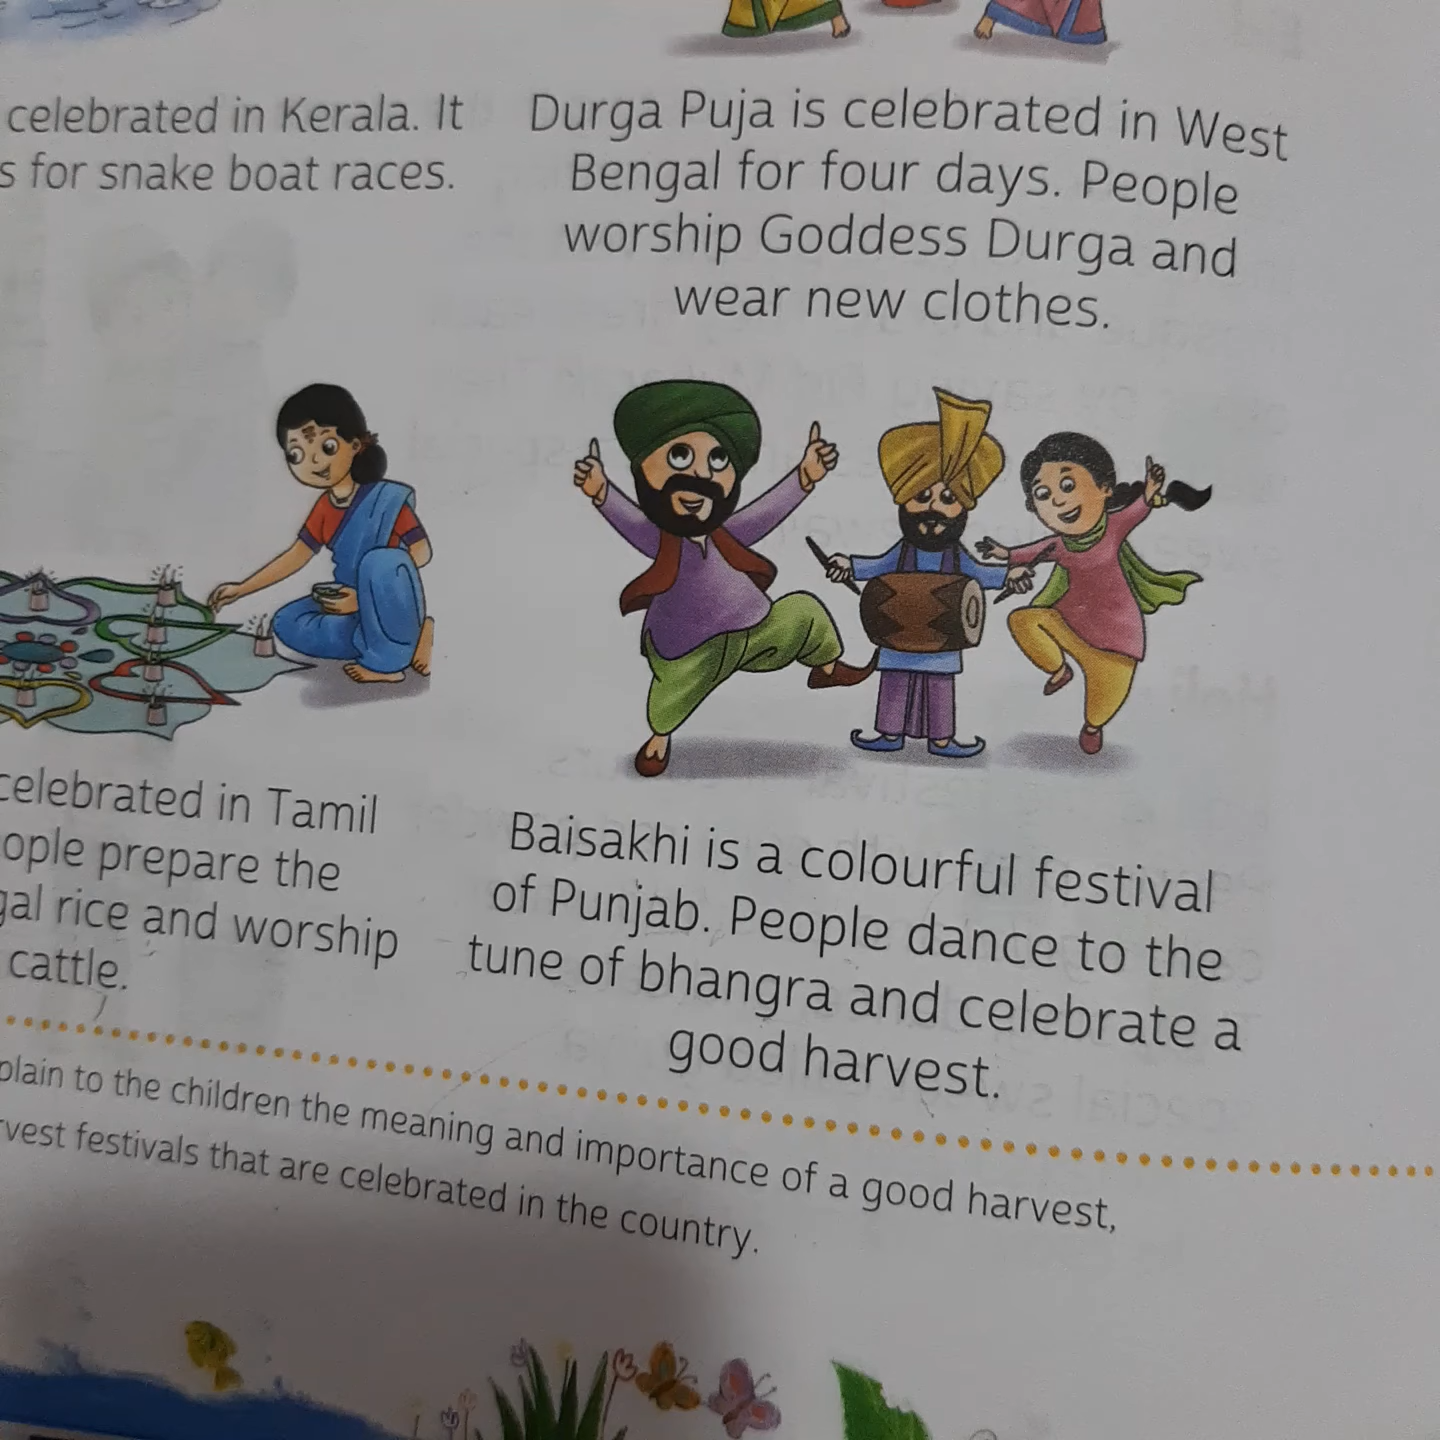 celebrated in Kerala. It
s for snake boat races.
Durga Puja is celebrated in West
Bengal for four days. People
worship Goddess Durga and
wear new clothes.
celebrated in Tamil
ople prepare the
gal rice and worship
cattle.
Baisakhi is a colourful festival
of Punjab. People dance to the
tune of bhangra and celebrate a
good harvest.
plain to the children the meaning and importance of a good harvest,
rvest festivals that are celebrated in the country.